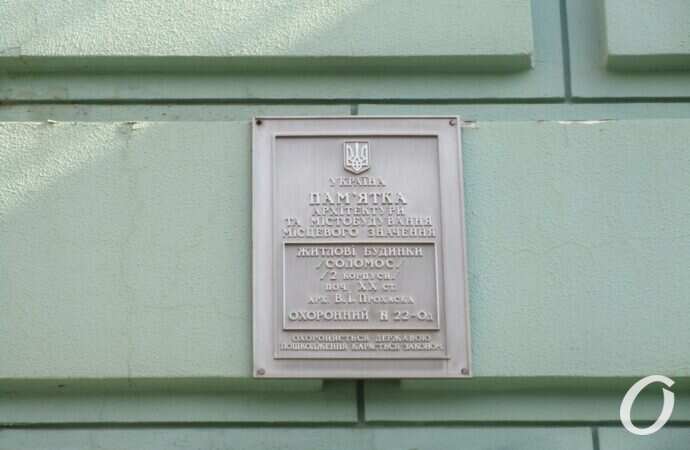 УКРАЇНА
ПАМ'ЯТКА
АРХІТЕКТУРИ
ТА МІСТОБУДУВАННЯ
МІСЦЕВОГО ЗНАЧЕННЯ
ЖИТЛОВІ БУДИНКИ
/СОЛОМОС/
/2 КОРПУСИ/
ПОЧ. XX СТ.
АРХ. В.І. ПРОХАСКА
ОХОРОННИЙ N 22-Од
ОХОРОНЯЄТЬСЯ ДЕРЖАВОЮ
ПОШКОДЖЕННЯ КАРАЄТЬСЯ ЗАКОНОМ